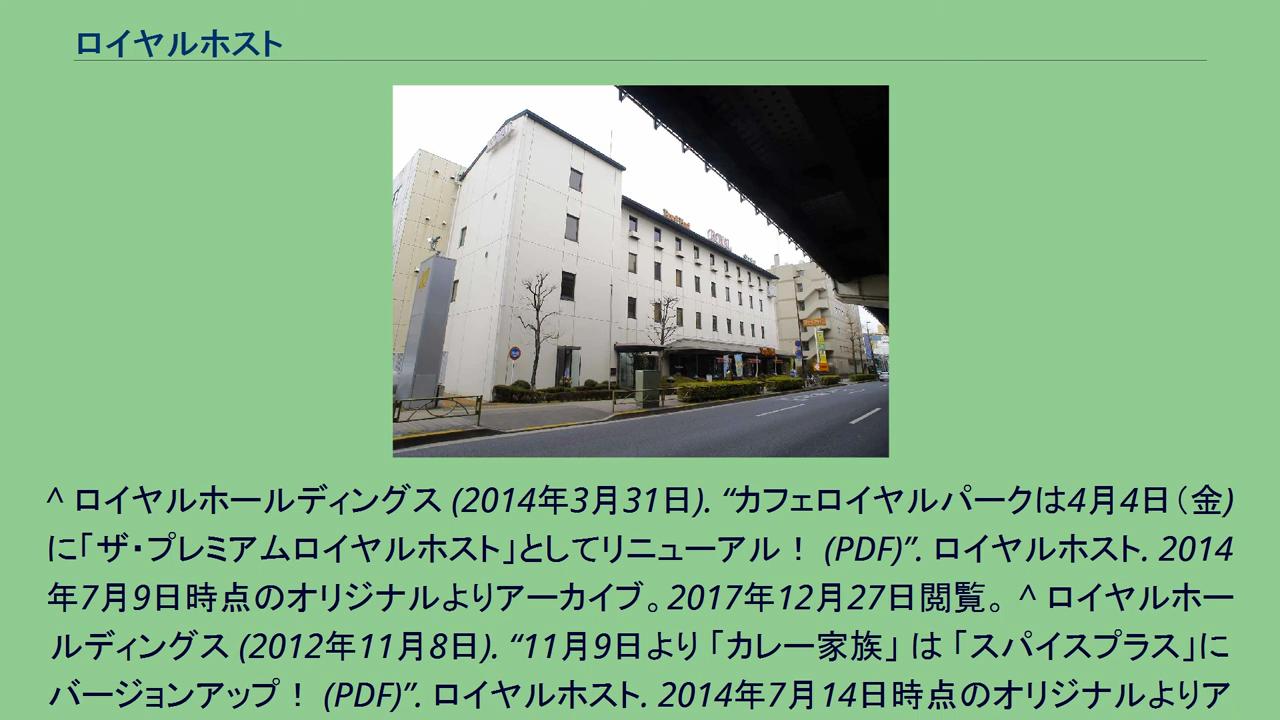 ロイヤルホスト
^ ロイヤルホールディングス (2014年3月31日). “カフェロイヤルパークは4月4日（金)
に「ザ・プレミアムロイヤルホスト」としてリニューアル！ (PDF)”. ロイヤルホスト. 2014
年7月9日時点のオリジナルよりアーカイブ。2017年12月27日閲覧。 ^ ロイヤルホー
ルディングス (2012年11月8日). “11月9日より 「カレー家族」 は 「スパイスプラス」に
バージョンアップ！ (PDF)”. ロイヤルホスト. 2014年7月14日時点のオリジナルよりア